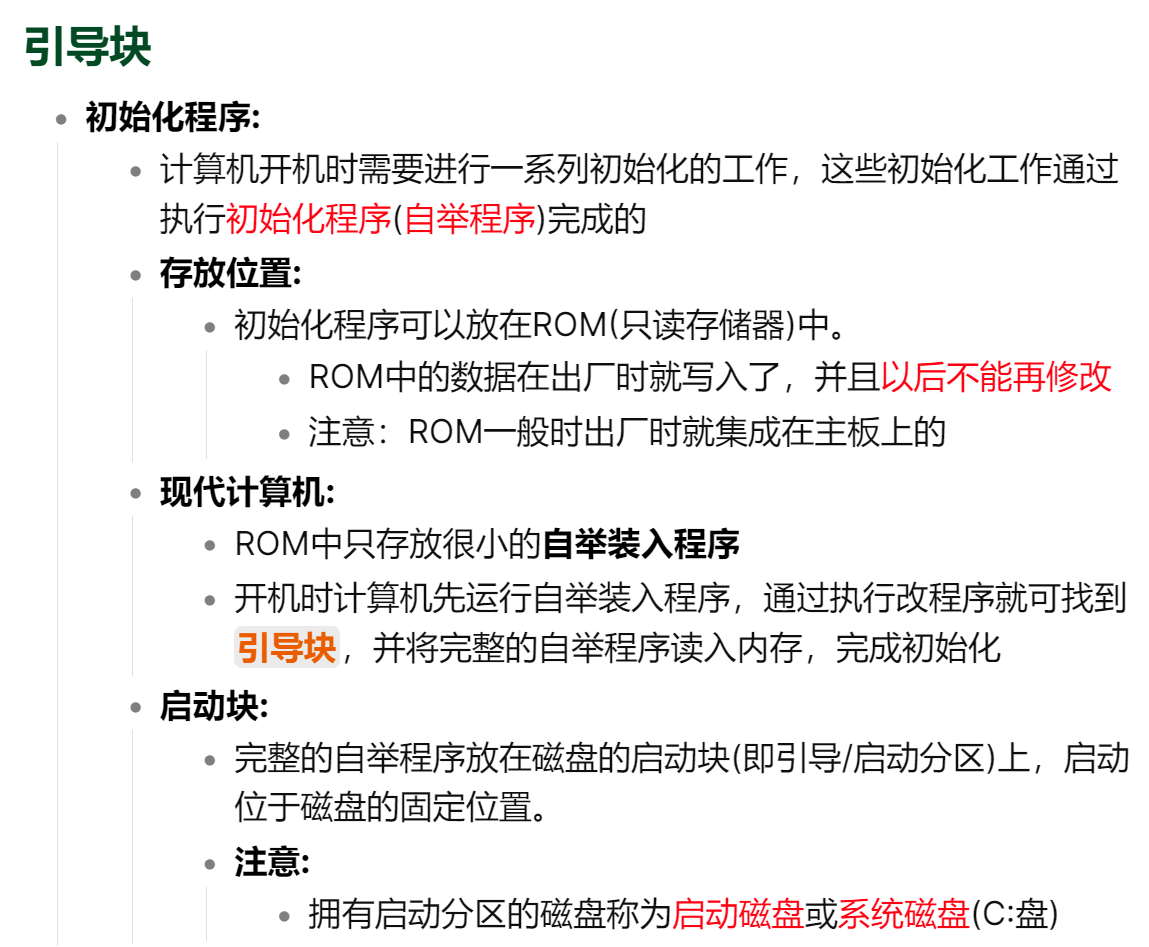 引导块
初始化程序:
计算机开机时需要进行一系列初始化的工作，这些初始化工作通过
执行初始化程序(自举程序)完成的
存放位置:
初始化程序可以放在ROM(只读存储器)中。
ROM中的数据在出厂时就写入了，并且以后不能再修改
注意：ROM一般时出厂时就集成在主板上的
现代计算机:
ROM中只存放很小的自举装入程序
开机时计算机先运行自举装入程序，通过执行改程序就可找到
引导块，并将完整的自举程序读入内存，完成初始化
启动块:
完整的自举程序放在磁盘的启动块(即引导/启动分区)上，启动
位于磁盘的固定位置。
注意:
拥有启动分区的磁盘称为启动磁盘或系统磁盘(C:盘)